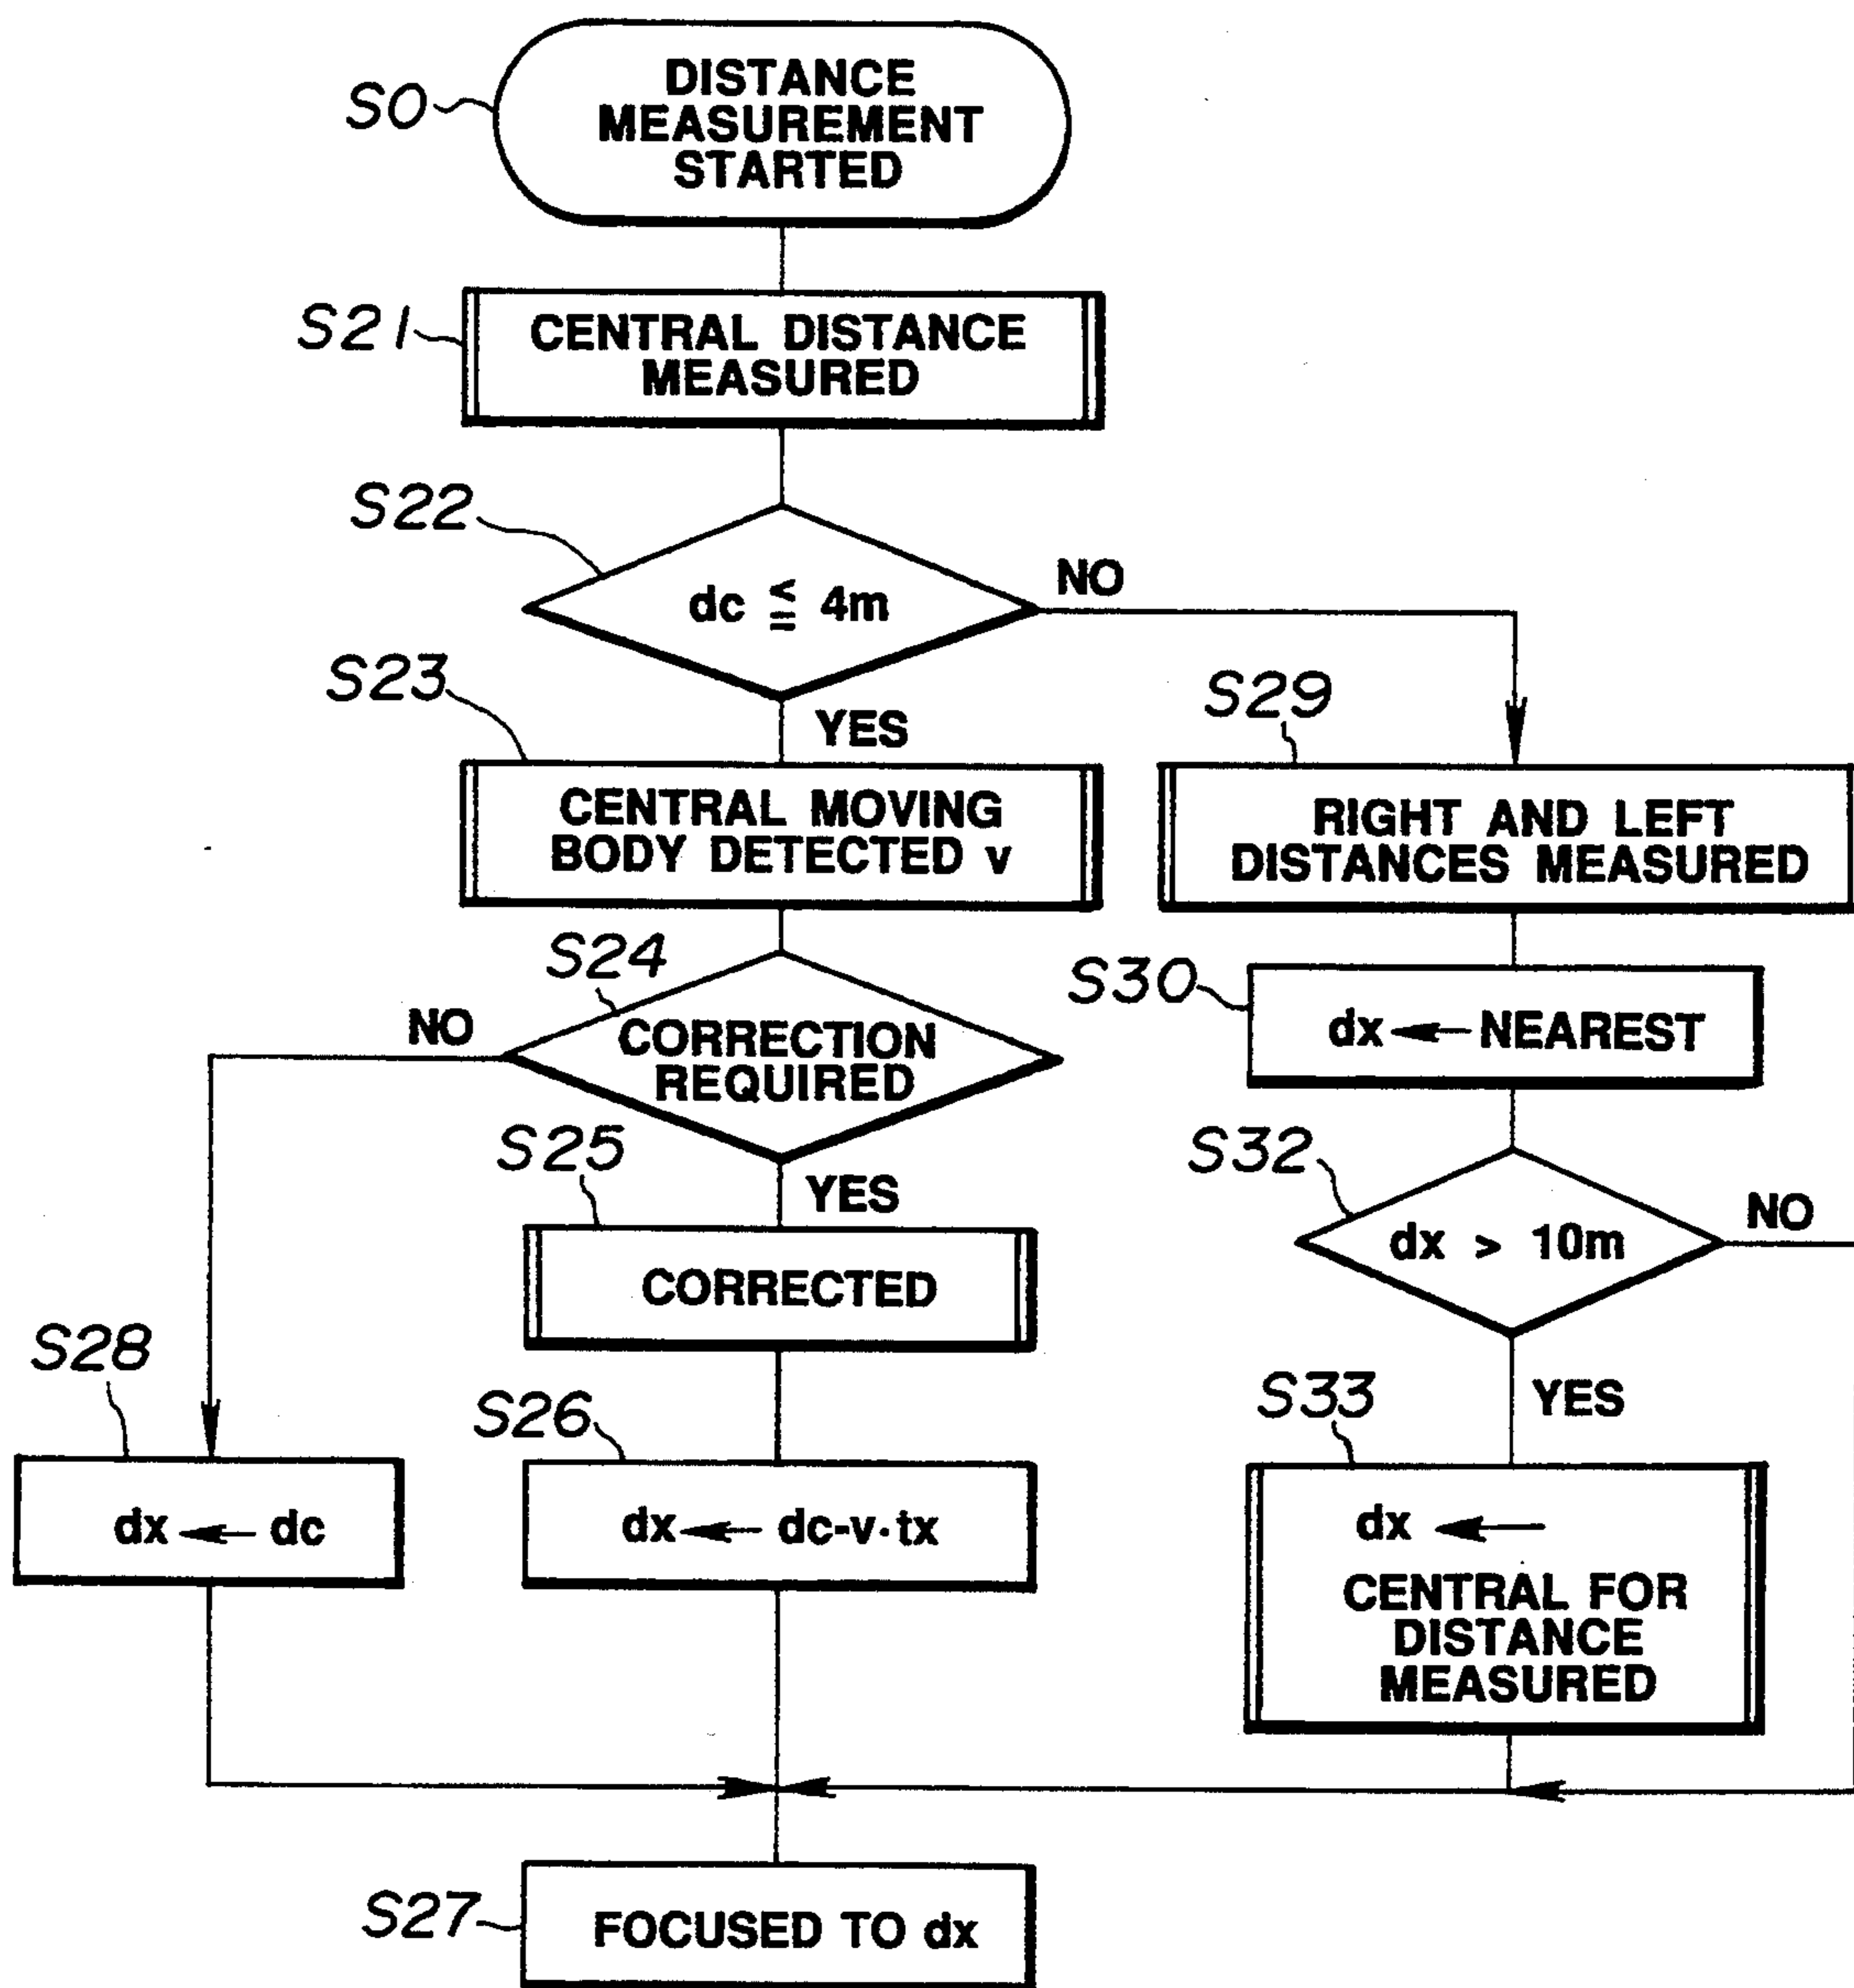 S0
DISTANCE
MEASUREMENT
STARTED
S21
CENTRAL DISTANCE
MEASURED
S22
dc ≦ 4m
NO
YES
S23
CENTRAL MOVING
BODY DETECTED v
S29
RIGHT AND LEFT
DISTANCES MEASURED
S24
NO
CORRECTION
REQUIRED
YES
S30
dx ← NEAREST
S25
CORRECTED
S32
dx > 10m
NO
YES
S28
dx ← dc
S26
dx ← dc-v·tx
S33
dx ←
CENTRAL FOR
DISTANCE
MEASURED
S27
FOCUSED TO dx